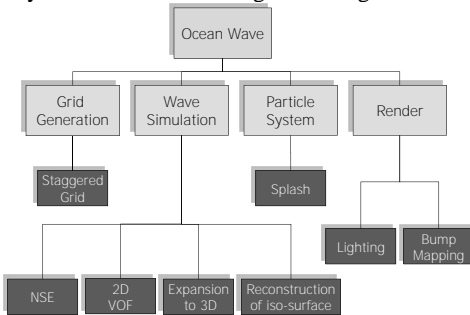 Ocean Wave
Grid
Generation
Wave
Simulation
Particle
System
Render
Staggered
Grid
Splash
Lighting
Bump
Mapping
NSE
2D
VOF
Expansion
to 3D
Reconstruction
of iso-surface